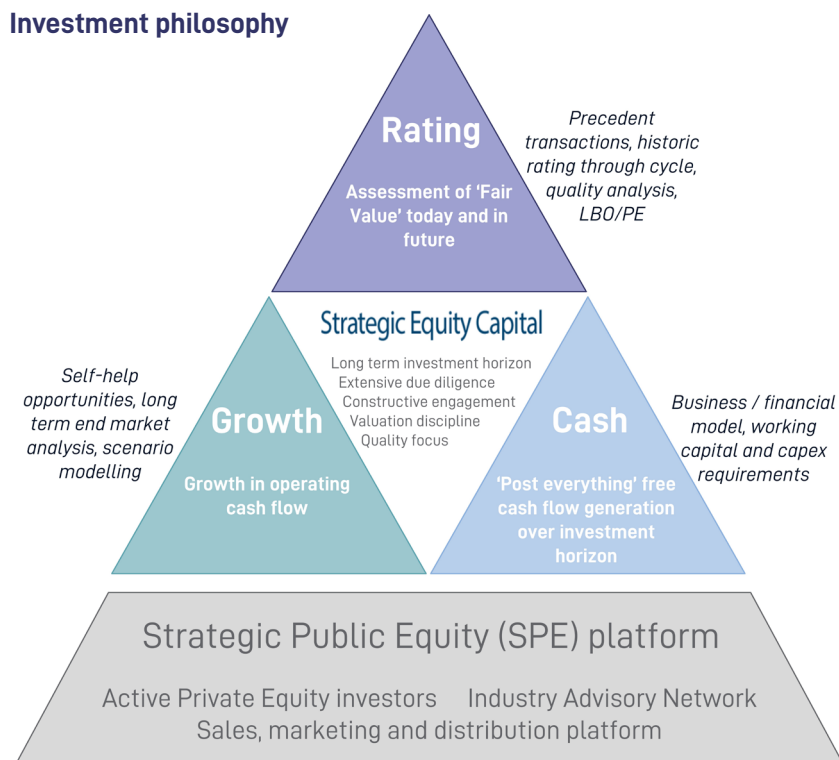 Investment philosophy
Rating
Assessment of ‘Fair
Value’ today and in
future
Precedent
transactions, historic
rating through cycle,
quality analysis,
LBO/PE
Strategic Equity Capital
Long term investment horizon
Extensive due diligence
Constructive engagement
Valuation discipline
Quality focus
Self-help
opportunities, long
term end market
analysis, scenario
modelling
Growth
Growth in operating
cash flow
Cash
‘Post everything’ free
cash flow generation
over investment
horizon
Business / financial
model, working
capital and capex
requirements
Strategic Public Equity (SPE) platform
Active Private Equity investors Industry Advisory Network
Sales, marketing and distribution platform